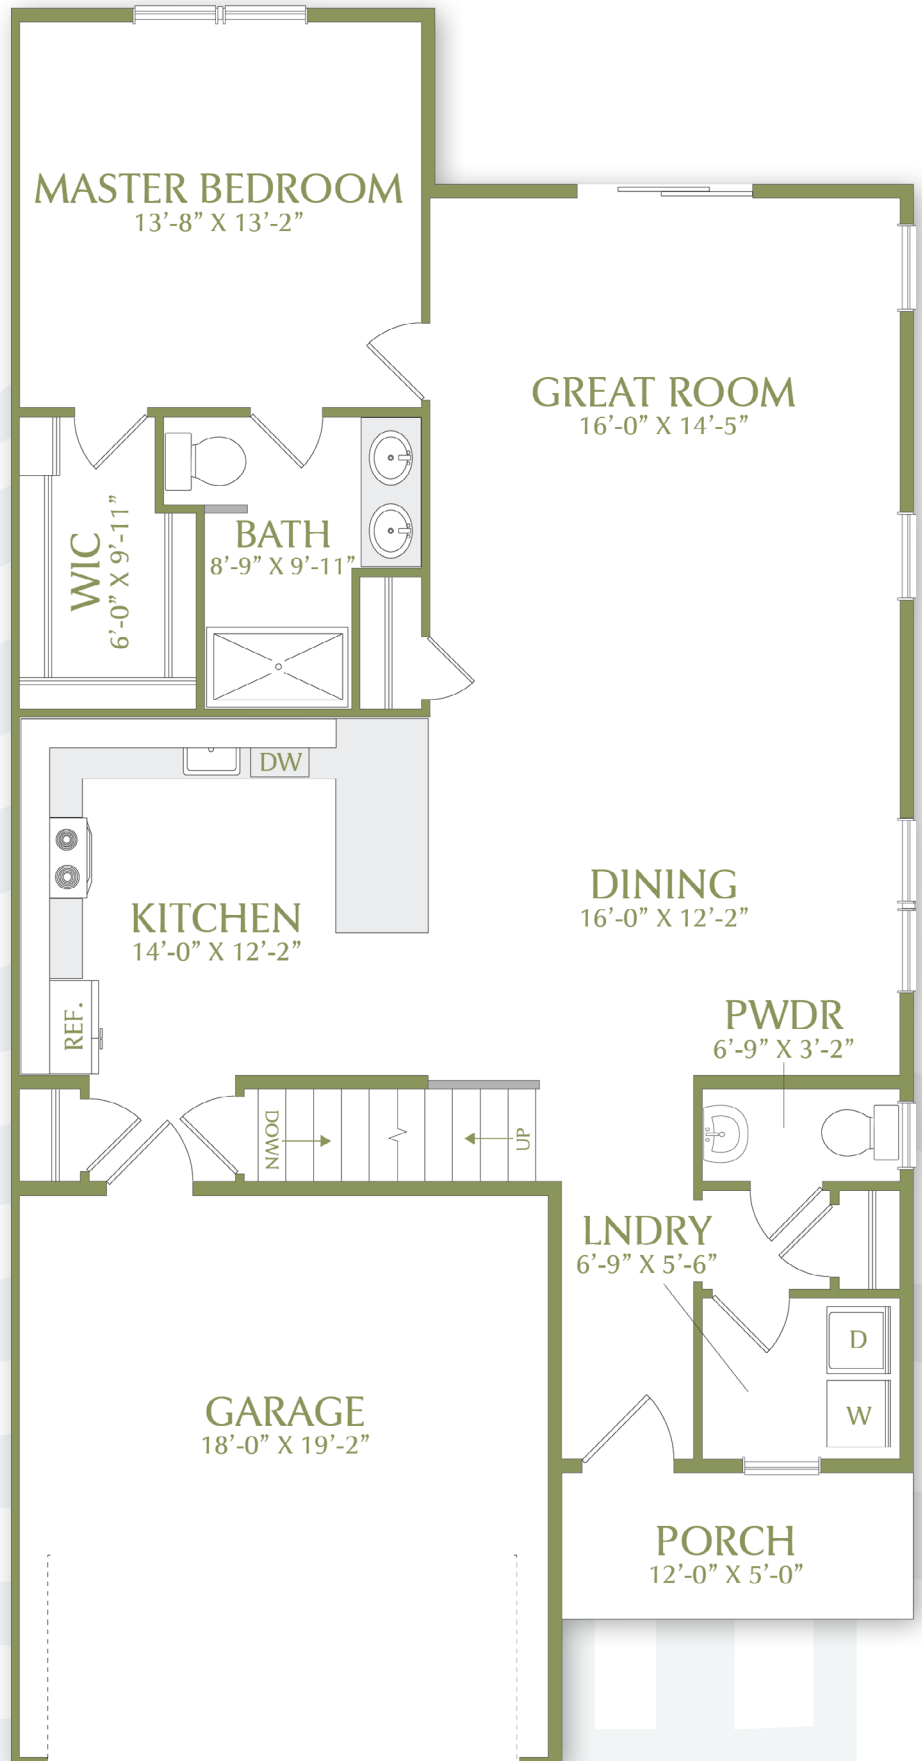 MASTER BEDROOM
13’-8” X 13’-2”
GREAT ROOM
16’-0” X 14’-5”
WIC
6’-0” X 9’-11”
BATH
8’-9” X 9’-11”
DW
KITCHEN
14’-0” X 12’-2”
DINING
16’-0” X 12’-2”
REF.
PWDR
6’-9” X 3’-2”
DOWN
UP
LNDRY
6’-9” X 5’-6”
D
W
GARAGE
18’-0” X 19’-2”
PORCH
12’-0” X 5’-0”